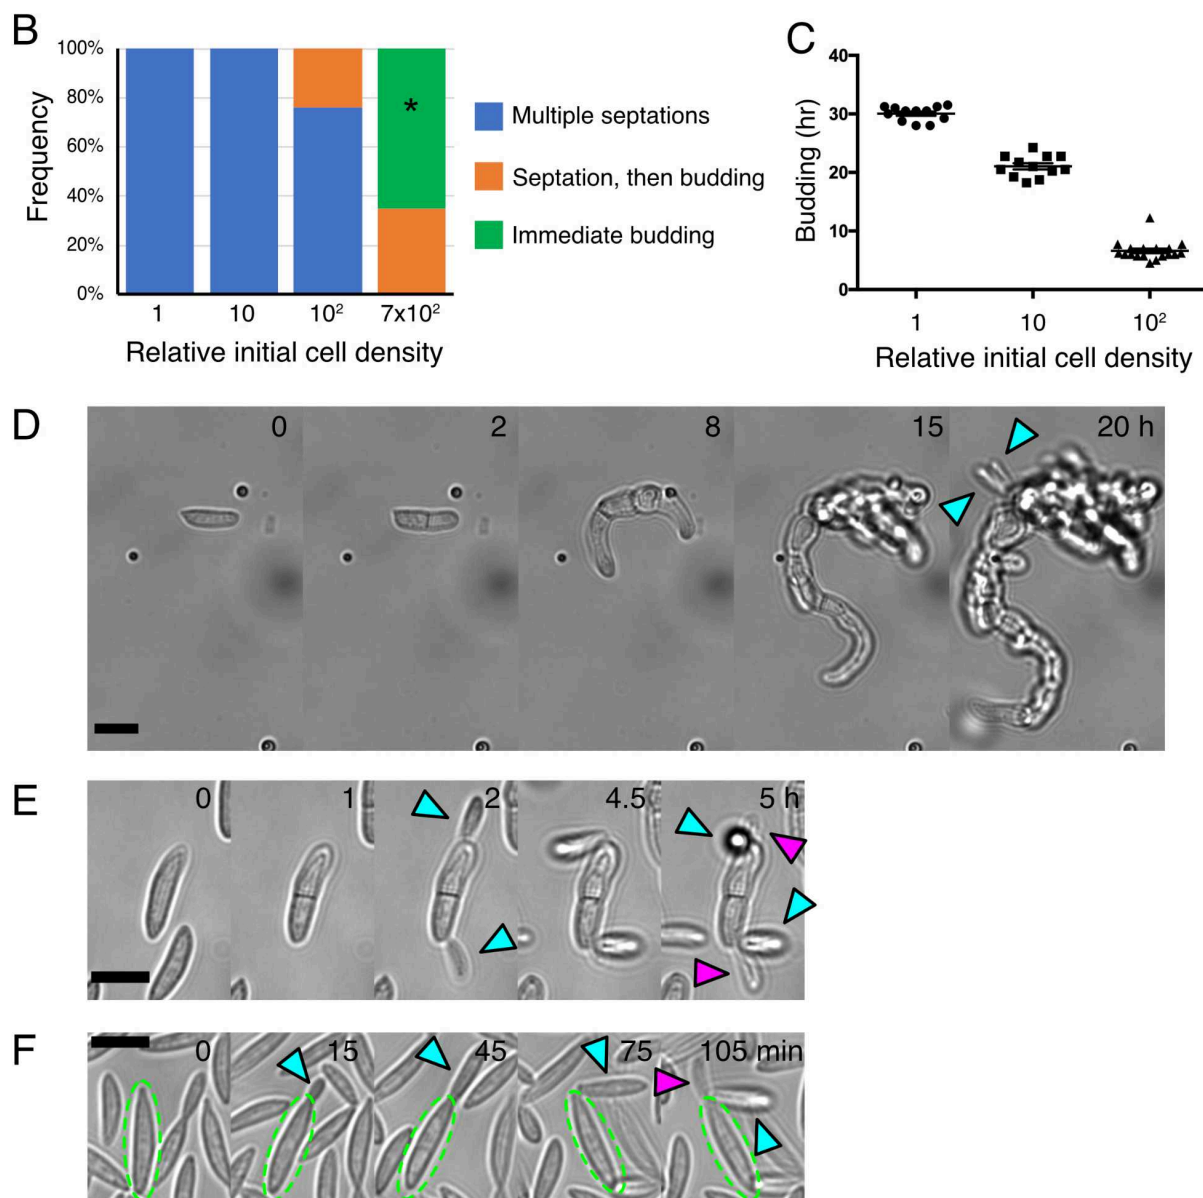 B
100%
80%
60%
40%
20%
0%
Frequency
*
1 10 10² 7x10²
Relative initial cell density
Multiple septations
Septation, then budding
Immediate budding
C
40
30
20
10
0
Budding (hr)
1 10 10²
Relative initial cell density
D
0 2 8 15 20 h
E
0 1 2 4.5 5 h
F
0 15 45 75 105 min